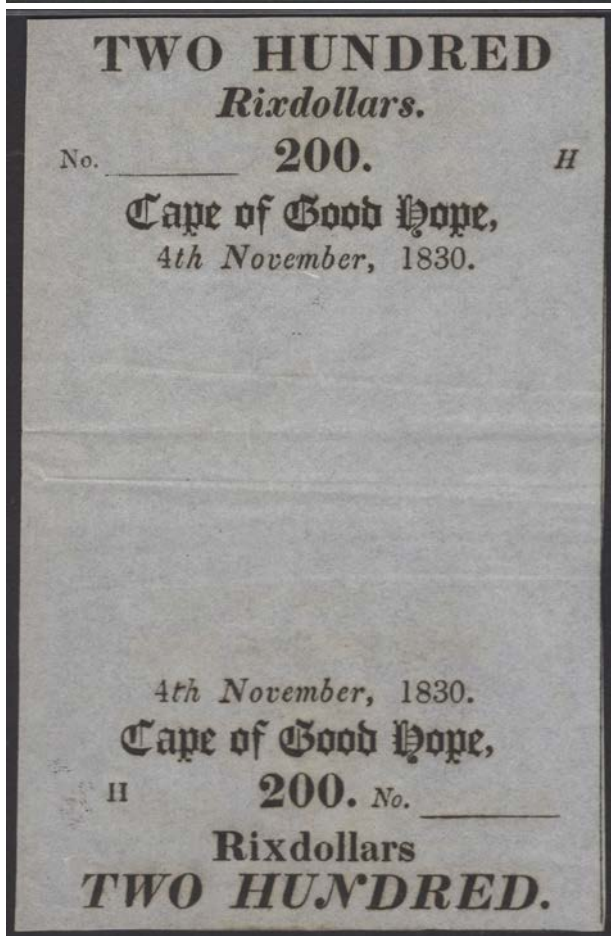 TWO HUNDRED
Rixdollars.
No. 200. H
Cape of Good Hope,
4th November, 1830.
4th November, 1830.
Cape of Good Hope,
H 200. No.
Rixdollars
TWO HUNDRED.